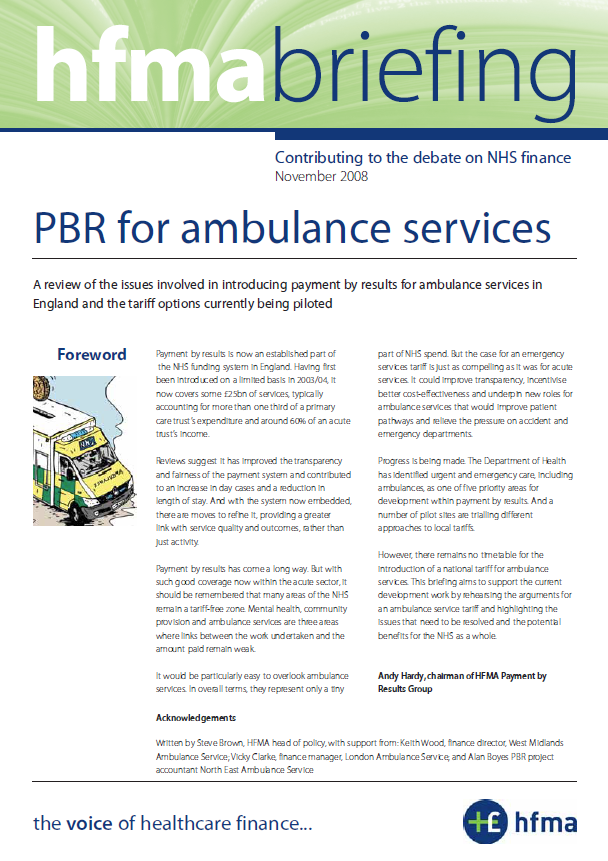 hfmabriefing
Contributing to the debate on NHS finance
November 2008
PBR for ambulance services
A review of the issues involved in introducing payment by results for ambulance services in
England and the tariff options currently being piloted
Foreword
Payment by results is now an established part of
the NHS funding system in England. Having first
been introduced on a limited basis in 2003/04, it
now covers some £25bn of services, typically
accounting for more than one third of a primary
care trust's expenditure and around 60% of an acute
trust's income.
Reviews suggest it has improved the transparency
and fairness of the payment system and contributed
to an increase in day cases and a reduction in
length of stay. And with the system now embedded,
there are moves to refine it, providing a greater
link with service quality and outcomes, rather than
just activity.
Payment by results has come a long way. But with
such good coverage now within the acute sector, it
should be remembered that many areas of the NHS
remain a tariff-free zone. Mental health, community
provision and ambulance services are three areas
where links between the work undertaken and the
amount paid remain weak.
It would be particularly easy to overlook ambulance
services. In overall terms, they represent only a tiny
part of NHS spend. But the case for an emergency
services tariff is just as compelling as it was for acute
services. It could improve transparency, incentivise
better cost-effectiveness and underpin new roles for
ambulance services that would improve patient
pathways and relieve the pressure on accident and
emergency departments.
Progress is being made. The Department of Health
has identified urgent and emergency care, including
ambulances, as one of five priority areas for
development within payment by results. And a
number of pilot sites are trialling different
approaches to local tariffs.
However, there remains no timetable for the
introduction of a national tariff for ambulance
services. This briefing aims to support the current
development work by rehearsing the arguments for
an ambulance service tariff and highlighting the
issues that need to be resolved and the potential
benefits for the NHS as a whole.
Andy Hardy, chairman of HFMA Payment by
Results Group
Acknowledgements
Written by Steve Brown, HFMA head of policy, with support from: Keith Wood, finance director, West Midlands
Ambulance Service; Vicky Clarke, finance manager, London Ambulance Service; and Alan Boyes PBR project
accountant North East Ambulance Service
the voice of healthcare finance...
+£ hfma